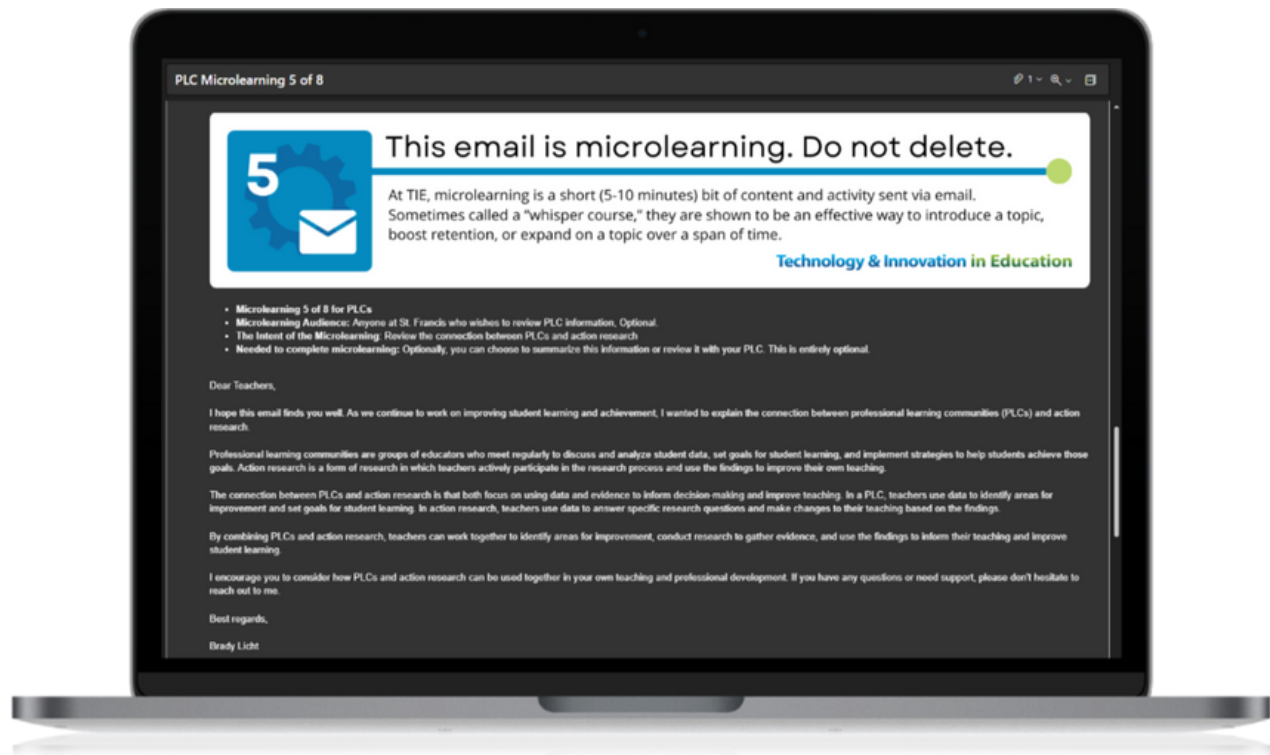 PLC Microlearning 5 of 8
1
5
This email is microlearning. Do not delete.
At TIE, microlearning is a short (5-10 minutes) bit of content and activity sent via email.
Sometimes called a “whisper course,” they are shown to be an effective way to introduce a topic,
boost retention, or expand on a topic over a span of time.
Technology & Innovation in Education
• Microlearning 5 of 8 for PLCs
• Microlearning Audience: Anyone at St. Francis who wishes to review PLC information, Optional.
• The Intent of the Microlearning: Review the connection between PLCs and action research
• Needed to complete microlearning: Optionally, you can choose to summarize this information or review it with your PLC. This is entirely optional.
Dear Teachers,
I hope this email finds you well. As we continue to work on improving student learning and achievement, I wanted to explain the connection between professional learning communities (PLCs) and action
research.
Professional learning communities are groups of educators who meet regularly to discuss and analyze student data, set goals for student learning, and implement strategies to help students achieve those
goals. Action research is a form of research in which teachers actively participate in the research process and use the findings to improve their own teaching.
The connection between PLCs and action research is that both focus on using data and evidence to inform decision-making and improve teaching. In a PLC, teachers use data to identify areas for
improvement and set goals for student learning. In action research, teachers use data to answer specific research questions and make changes to their teaching based on the findings.
By combining PLCs and action research, teachers can work together to identify areas for improvement, conduct research to gather evidence, and use the findings to inform their teaching and improve
student learning.
I encourage you to consider how PLCs and action research can be used together in your own teaching and professional development. If you have any questions or need support, please don't hesitate to
reach out to me.
Best regards,
Brady Licht